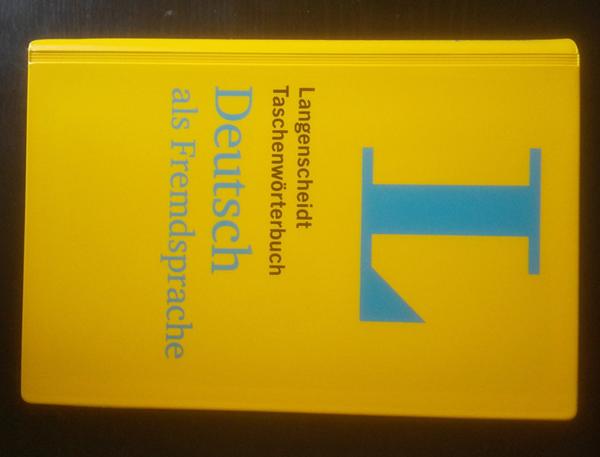 L
Langenscheidt
Taschenwörterbuch
Deutsch
als Fremdsprache